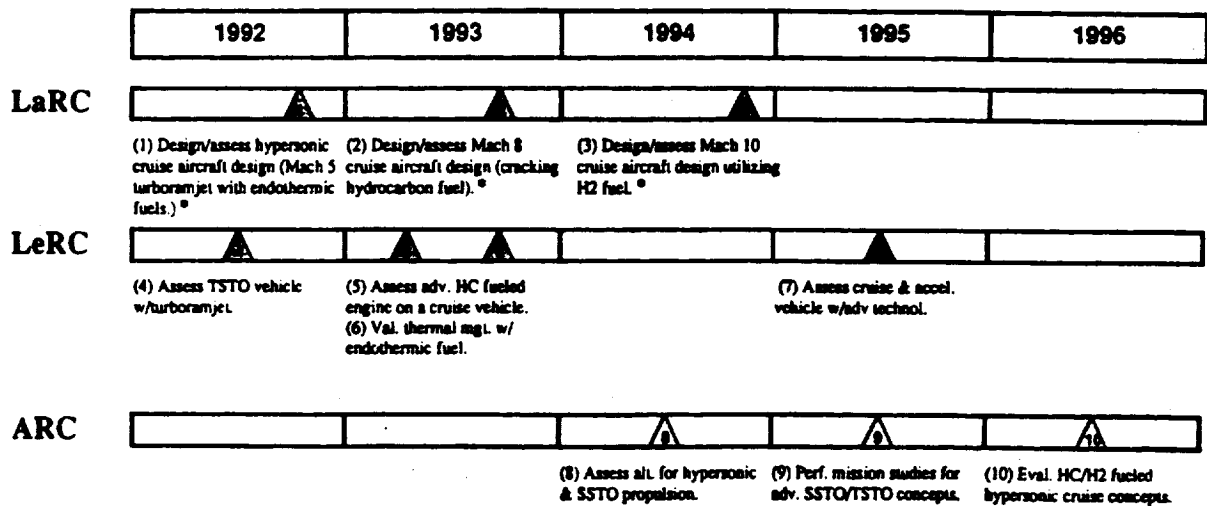 1992 1993 1994 1995 1996
LaRC
(1) Design/assess hypersonic
cruise aircraft design (Mach 5
turboramjet with endothermic
fuels.) *
(2) Design/assess Mach 8
cruise aircraft design (cracking
hydrocarbon fuel). *
(3) Design/assess Mach 10
cruise aircraft design utilizing
H2 fuel. *
LeRC
(4) Assess TSTO vehicle
w/turboramjet.
(5) Assess adv. HC fueled
engine on a cruise vehicle.
(6) Val. thermal mgt. w/
endothermic fuel.
(7) Assess cruise & accel.
vehicle w/adv technol.
ARC
8 9 10
(8) Assess alt. for hypersonic
& SSTO propulsion.
(9) Perf. mission studies for
adv. SSTO/TSTO concepts.
(10) Eval. HC/H2 fueled
hypersonic cruise concepts.